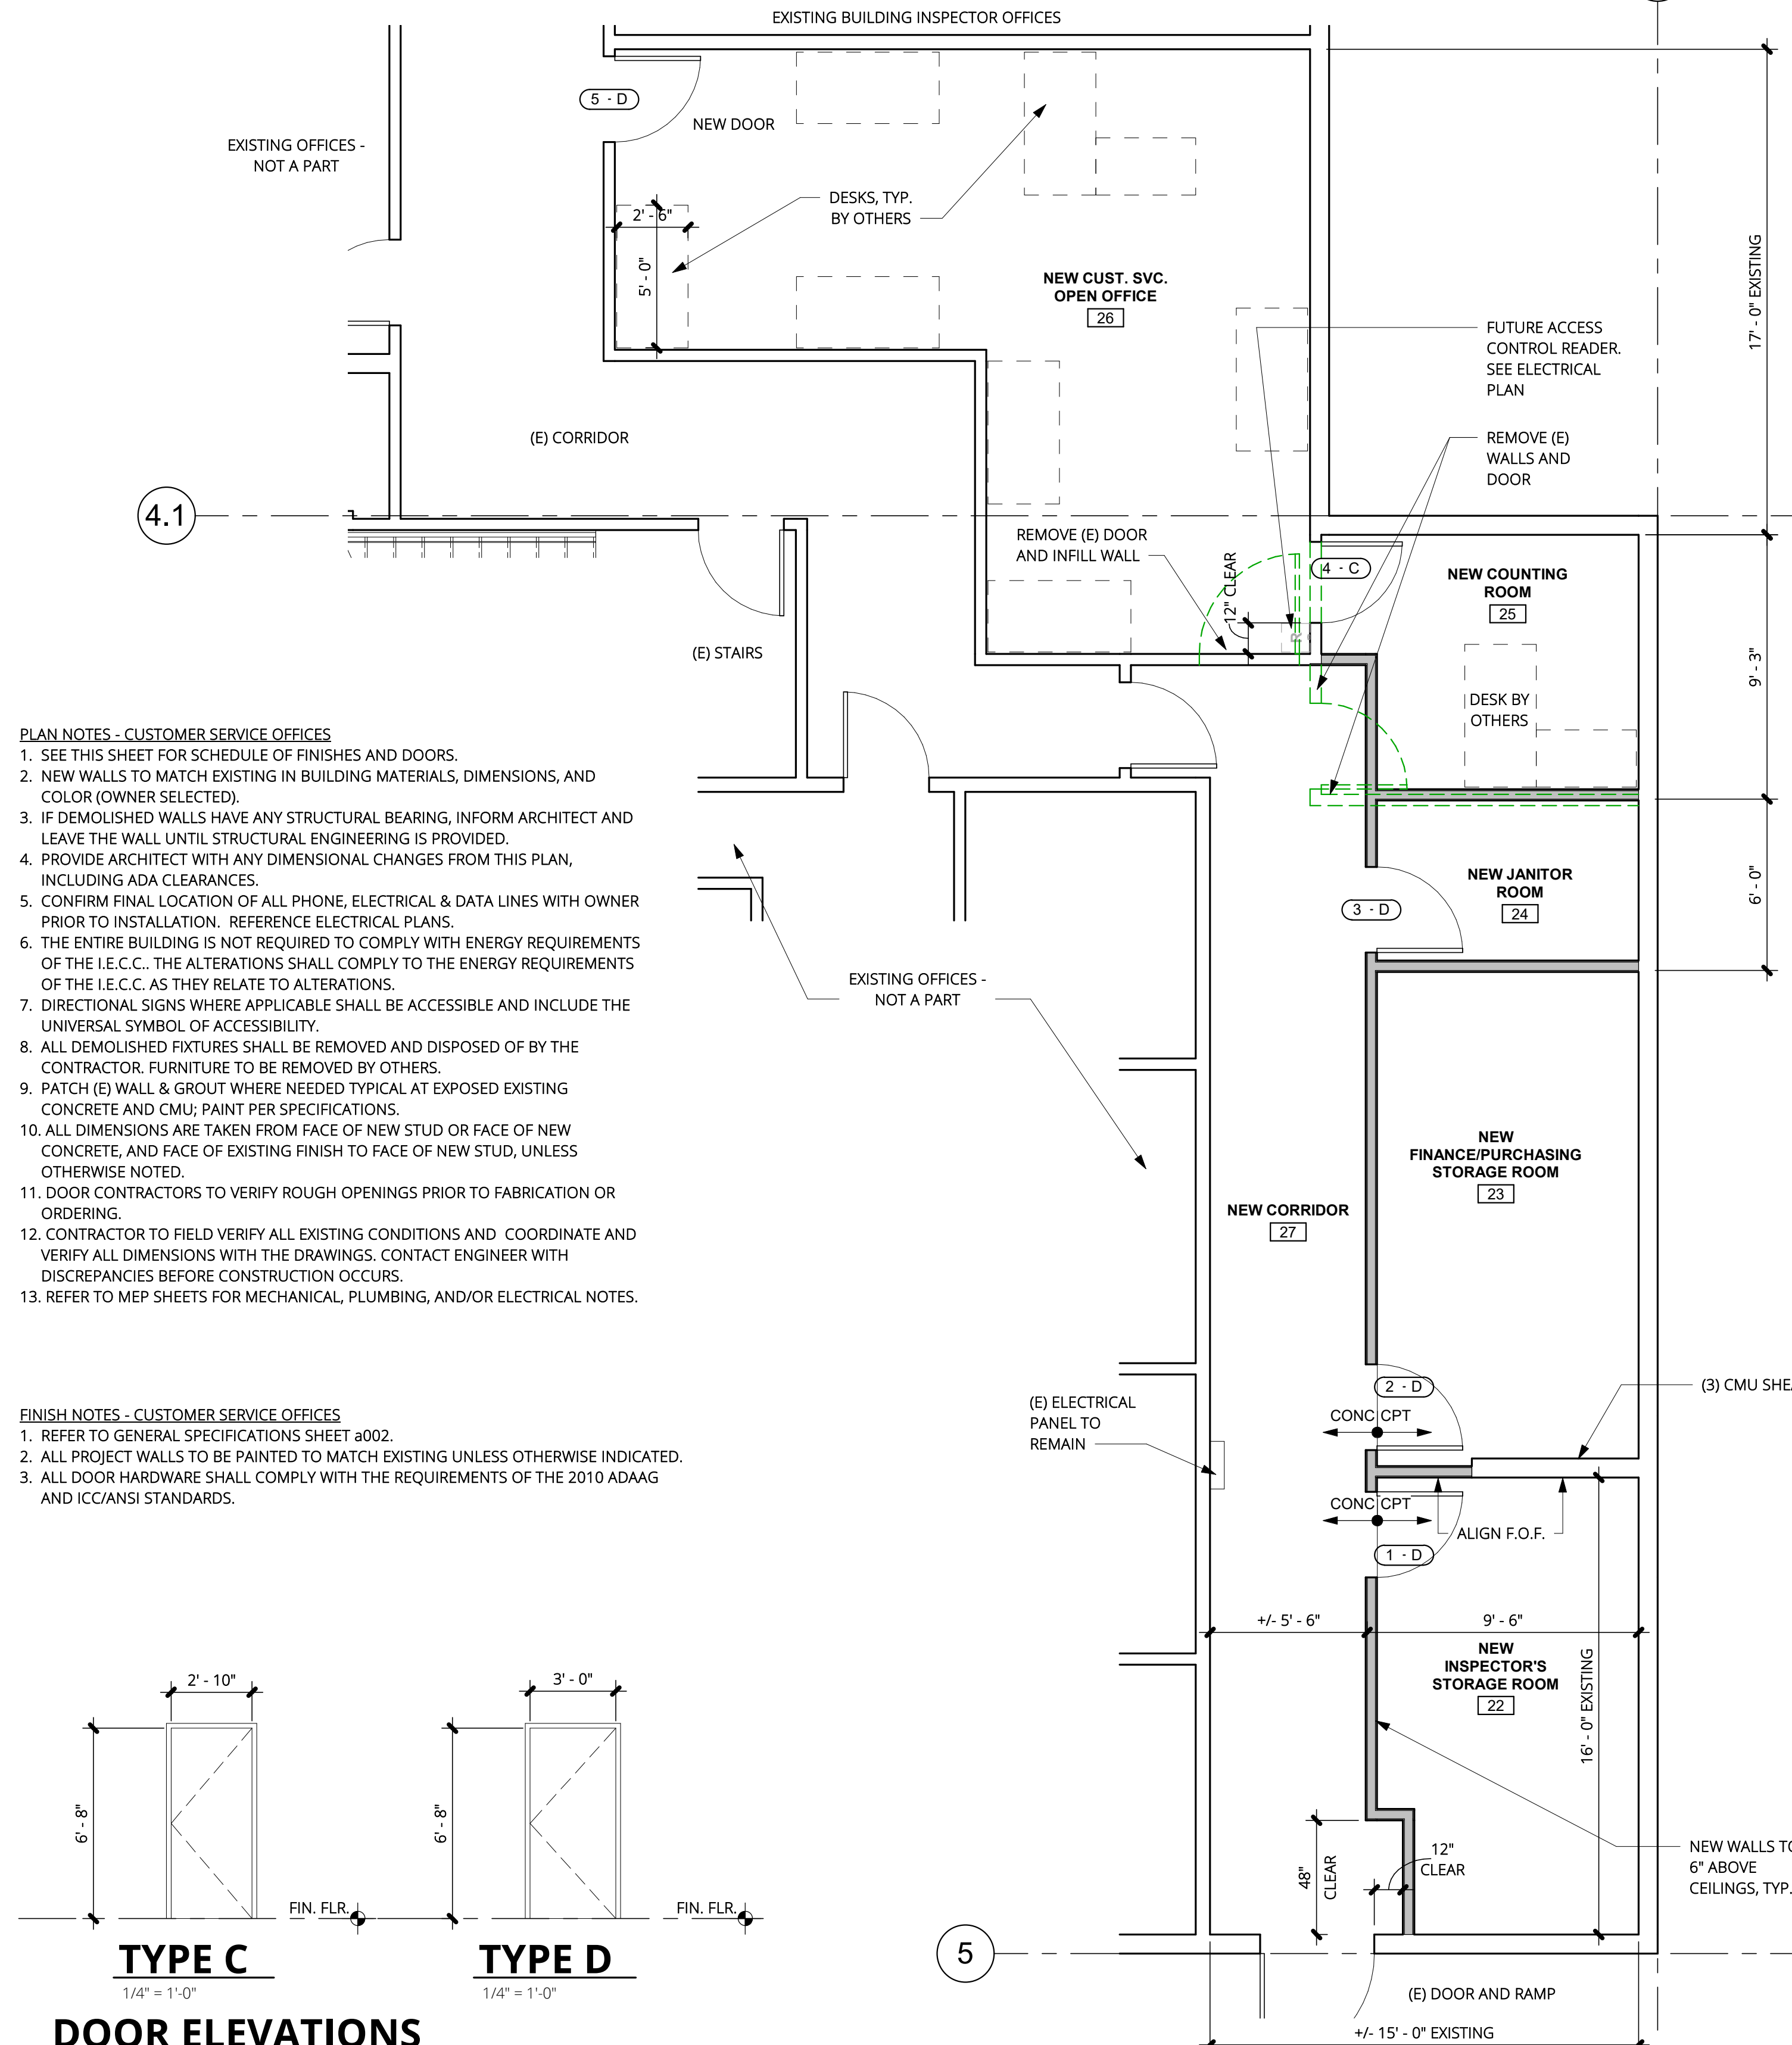 EXISTING BUILDING INSPECTOR OFFICES
5 - D
NEW DOOR
EXISTING OFFICES -
NOT A PART
DESKS, TYP.
BY OTHERS
2' - 6"
5' - 0"
NEW CUST. SVC.
OPEN OFFICE
26
17' - 0" EXISTING
FUTURE ACCESS
CONTROL READER.
SEE ELECTRICAL
PLAN
(E) CORRIDOR
REMOVE (E)
WALLS AND
DOOR
4.1
REMOVE (E) DOOR
AND INFILL WALL
12" CLEAR
4 - C
R
NEW COUNTING
ROOM
25
(E) STAIRS
9' - 3"
DESK BY
OTHERS
PLAN NOTES - CUSTOMER SERVICE OFFICES
1. SEE THIS SHEET FOR SCHEDULE OF FINISHES AND DOORS.
2. NEW WALLS TO MATCH EXISTING IN BUILDING MATERIALS, DIMENSIONS, AND
COLOR (OWNER SELECTED).
3. IF DEMOLISHED WALLS HAVE ANY STRUCTURAL BEARING, INFORM ARCHITECT AND
LEAVE THE WALL UNTIL STRUCTURAL ENGINEERING IS PROVIDED.
4. PROVIDE ARCHITECT WITH ANY DIMENSIONAL CHANGES FROM THIS PLAN,
INCLUDING ADA CLEARANCES.
5. CONFIRM FINAL LOCATION OF ALL PHONE, ELECTRICAL & DATA LINES WITH OWNER
PRIOR TO INSTALLATION. REFERENCE ELECTRICAL PLANS.
6. THE ENTIRE BUILDING IS NOT REQUIRED TO COMPLY WITH ENERGY REQUIREMENTS
OF THE I.E.C.C.. THE ALTERATIONS SHALL COMPLY TO THE ENERGY REQUIREMENTS
OF THE I.E.C.C. AS THEY RELATE TO ALTERATIONS.
7. DIRECTIONAL SIGNS WHERE APPLICABLE SHALL BE ACCESSIBLE AND INCLUDE THE
UNIVERSAL SYMBOL OF ACCESSIBILITY.
8. ALL DEMOLISHED FIXTURES SHALL BE REMOVED AND DISPOSED OF BY THE
CONTRACTOR. FURNITURE TO BE REMOVED BY OTHERS.
9. PATCH (E) WALL & GROUT WHERE NEEDED TYPICAL AT EXPOSED EXISTING
CONCRETE AND CMU; PAINT PER SPECIFICATIONS.
10. ALL DIMENSIONS ARE TAKEN FROM FACE OF NEW STUD OR FACE OF NEW
CONCRETE, AND FACE OF EXISTING FINISH TO FACE OF NEW STUD, UNLESS
OTHERWISE NOTED.
11. DOOR CONTRACTORS TO VERIFY ROUGH OPENINGS PRIOR TO FABRICATION OR
ORDERING.
12. CONTRACTOR TO FIELD VERIFY ALL EXISTING CONDITIONS AND COORDINATE AND
VERIFY ALL DIMENSIONS WITH THE DRAWINGS. CONTACT ENGINEER WITH
DISCREPANCIES BEFORE CONSTRUCTION OCCURS.
13. REFER TO MEP SHEETS FOR MECHANICAL, PLUMBING, AND/OR ELECTRICAL NOTES.
NEW JANITOR
ROOM
24
3 - D
6' - 0"
EXISTING OFFICES -
NOT A PART
NEW
FINANCE/PURCHASING
STORAGE ROOM
23
NEW CORRIDOR
27
2 - D
(3) CMU SHEA
(E) ELECTRICAL
PANEL TO
REMAIN
CONC CPT
FINISH NOTES - CUSTOMER SERVICE OFFICES
1. REFER TO GENERAL SPECIFICATIONS SHEET a002.
2. ALL PROJECT WALLS TO BE PAINTED TO MATCH EXISTING UNLESS OTHERWISE INDICATED.
3. ALL DOOR HARDWARE SHALL COMPLY WITH THE REQUIREMENTS OF THE 2010 ADAAG
AND ICC/ANSI STANDARDS.
CONC CPT
ALIGN F.O.F.
1 - D
+/- 5' - 6"
9' - 6"
NEW
INSPECTOR'S
STORAGE ROOM
22
16' - 0" EXISTING
2' - 10"
3' - 0"
6' - 8"
6' - 8"
48"
CLEAR
12"
CLEAR
NEW WALLS TO
6" ABOVE
CEILINGS, TYP.
FIN. FLR.
FIN. FLR.
TYPE C
1/4" = 1'-0"
TYPE D
1/4" = 1'-0"
5
(E) DOOR AND RAMP
DOOR ELEVATIONS
+/- 15' - 0" EXISTING